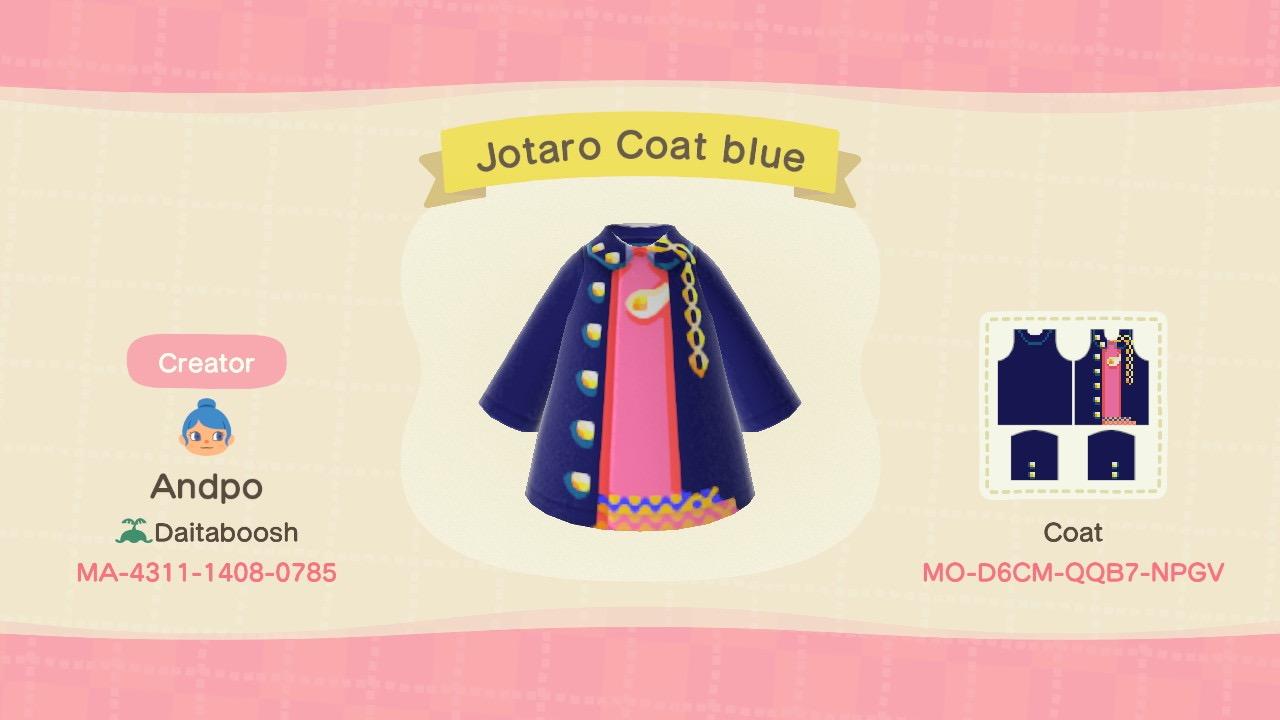 Jotaro Coat blue
Creator
Andpo
Daitaboosh
MA-4311-1408-0785
Coat
MO-D6CM-QQB7-NPGV